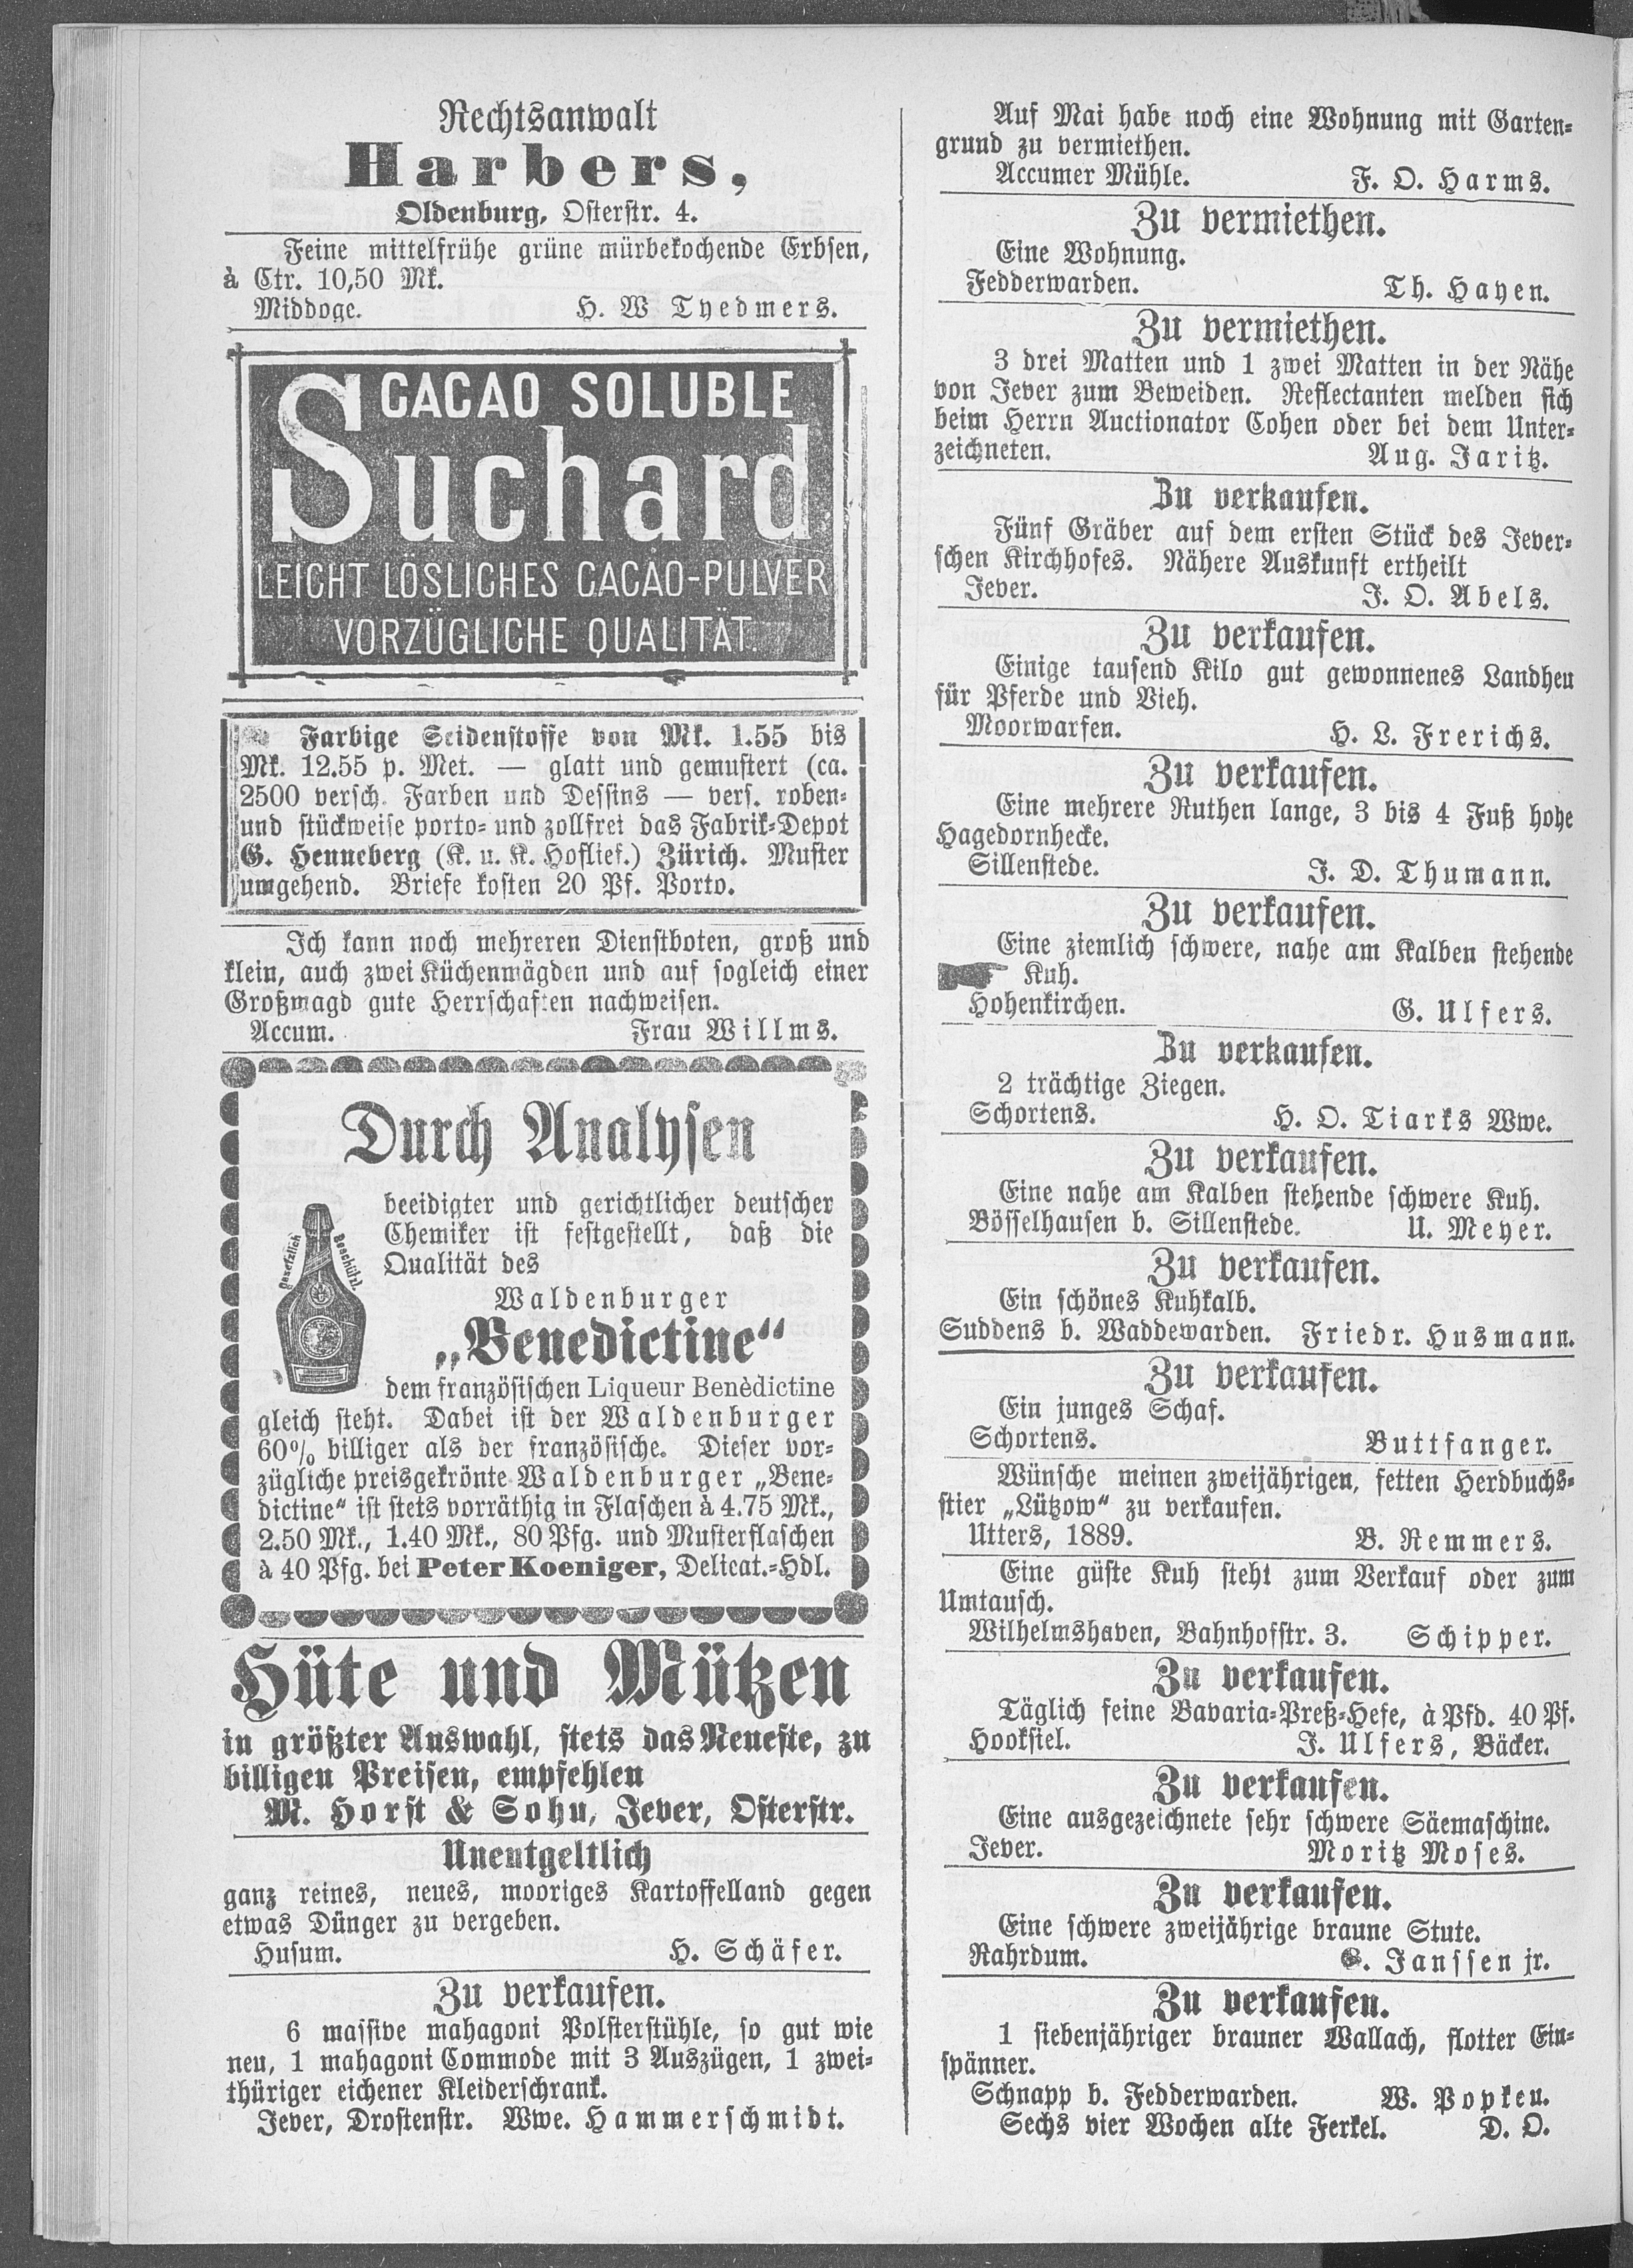 Rechtsanwalt
Harbers,
Oldenburg, Osterstr. 4.
Feine mittelfrühe grüne mürbekochende Erbsen,
à Ctr. 10,50 Mk.
Middoge. H. W Tyedmers.
CACAO SOLUBLE
Suchard
LEICHT LÖSLICHES CACAO-PULVER
VORZÜGLICHE QUALITÄT.
Farbige Seidenstoffe von Mk. 1.55 bis
Mk. 12.55 p. Met. — glatt und gemustert (ca.
2500 versch. Farben und Dessins — vers. roben-
und stückweise porto- und zollfrei das Fabrik-Depot
G. Henneberg (K. u. K. Hoflief.) Zürich. Muster
umgehend. Briefe kosten 20 Pf. Porto.
Ich kann noch mehreren Dienstboten, groß und
klein, auch zwei Küchenmägden und auf sogleich einer
Großmagd gute Herrschaften nachweisen.
Accum. Frau Willms.
Durch Analysen
beeidigter und gerichtlicher deutscher
Chemiker ist festgestellt, daß die
Qualität des
gesetzlich Beschützt.
Waldenburger
„Benedictine“
dem französischen Liqueur Benèdictine
gleich steht. Dabei ist der Waldenburger
60% billiger als der französische. Dieser vor-
zügliche preisgekrönte Waldenburger „Bene-
dictine“ ist stets vorräthig in Flaschen à 4.75 Mk.,
2.50 Mk., 1.40 Mk., 80 Pfg. und Musterflaschen
à 40 Pfg. bei Peter Koeniger, Delicat.-Hdl.
Hüte und Mützen
in größter Auswahl, stets das Neueste, zu
billigen Preisen, empfehlen
M. Horst & Sohn, Jever, Osterstr.
Unentgeltlich
ganz reines, neues, mooriges Kartoffelland gegen
etwas Dünger zu vergeben.
Husum. H. Schäfer.
Zu verkaufen.
6 massive mahagoni Polsterstühle, so gut wie
neu, 1 mahagoni Commode mit 3 Auszügen, 1 zwei-
thüriger eichener Kleiderschrank.
Jever, Drostenstr. Wwe. Hammerschmidt.
Auf Mai habe noch eine Wohnung mit Garten-
grund zu vermiethen.
Accumer Mühle. F. O. Harms.
Zu vermiethen.
Eine Wohnung.
Fedderwarden. Th. Hayen.
Zu vermiethen.
3 drei Matten und 1 zwei Matten in der Nähe
von Jever zum Beweiden. Reflectanten melden sich
beim Herrn Auctionator Cohen oder bei dem Unter-
zeichneten. Aug. Jaritz.
Zu verkaufen.
Fünf Gräber auf dem ersten Stück des Jever-
schen Kirchhofes. Nähere Auskunft ertheilt
Jever. J. O. Abels.
Zu verkaufen.
Einige tausend Kilo gut gewonnenes Landheu
für Pferde und Vieh.
Moorwarfen. H. L. Frerichs.
Zu verkaufen.
Eine mehrere Ruthen lange, 3 bis 4 Fuß hohe
Hagedornhecke.
Sillenstede. J. D. Thumann.
Zu verkaufen.
Eine ziemlich schwere, nahe am Kalben stehende
Kuh.
Hohenkirchen. G. Ulfers.
Zu verkaufen.
2 trächtige Ziegen.
Schortens. H. O. Tiarks Wwe.
Zu verkaufen.
Eine nahe am Kalben stehende schwere Kuh.
Bösselhausen b. Sillenstede. U. Meyer.
Zu verkaufen.
Ein schönes Kuhkalb.
Suddens b. Waddewarden. Friedr. Husmann.
Zu verkaufen.
Ein junges Schaf.
Schortens. Buttfanger.
Wünsche meinen zweijährigen, fetten Herdbuchs-
stier „Lützow“ zu verkaufen.
Utters, 1889. B. Remmers.
Eine güste Kuh steht zum Verkauf oder zum
Umtausch.
Wilhelmshaven, Bahnhofstr. 3. Schipper.
Zu verkaufen.
Täglich feine Bavaria-Preß-Hefe, à Pfd. 40 Pf.
Hooksiel. J. Ulfers, Bäcker.
Zu verkaufen.
Eine ausgezeichnete sehr schwere Säemaschine.
Jever. Moritz Moses.
Zu verkaufen.
Eine schwere zweijährige braune Stute.
Rahrdum. Janssen jr.
Zu verkaufen.
1 siebenjähriger brauner Wallach, flotter Ein-
spänner.
Schnapp b. Fedderwarden. W. Popken.
Sechs vier Wochen alte Ferkel. D. O.